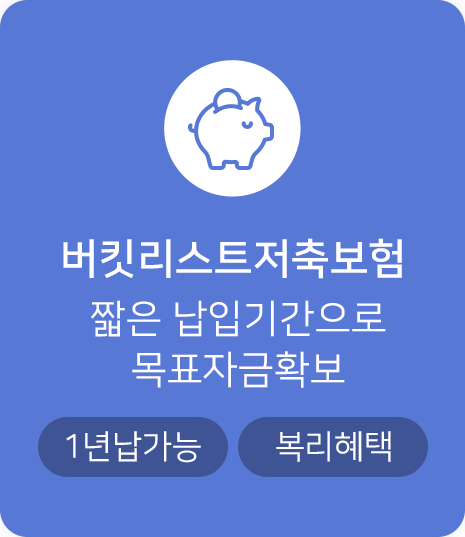 버킷리스트저축보험
짧은 납입기간으로
목표자금확보
1년납가능
복리혜택